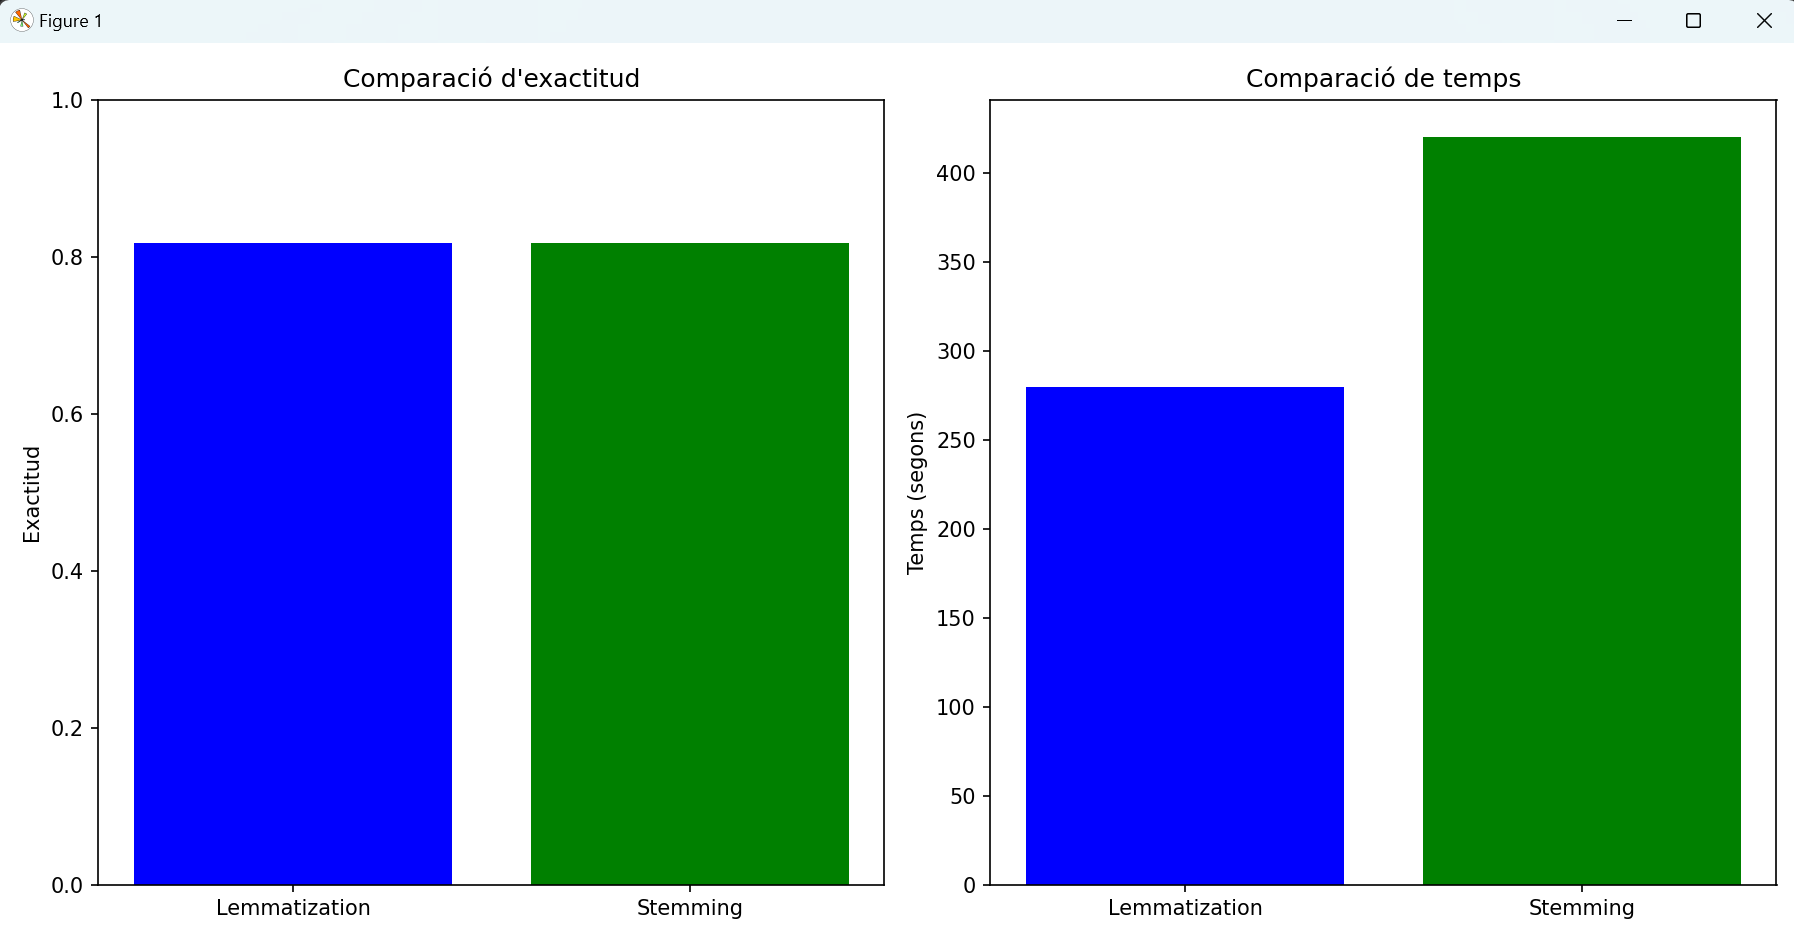 Figure 1
Comparació d'exactitud
1.0
0.8
0.6
0.4
0.2
0.0
Exactitud
Lemmatization
Stemming
Comparació de temps
400
350
300
250
200
150
100
50
0
Temps (segons)
Lemmatization
Stemming